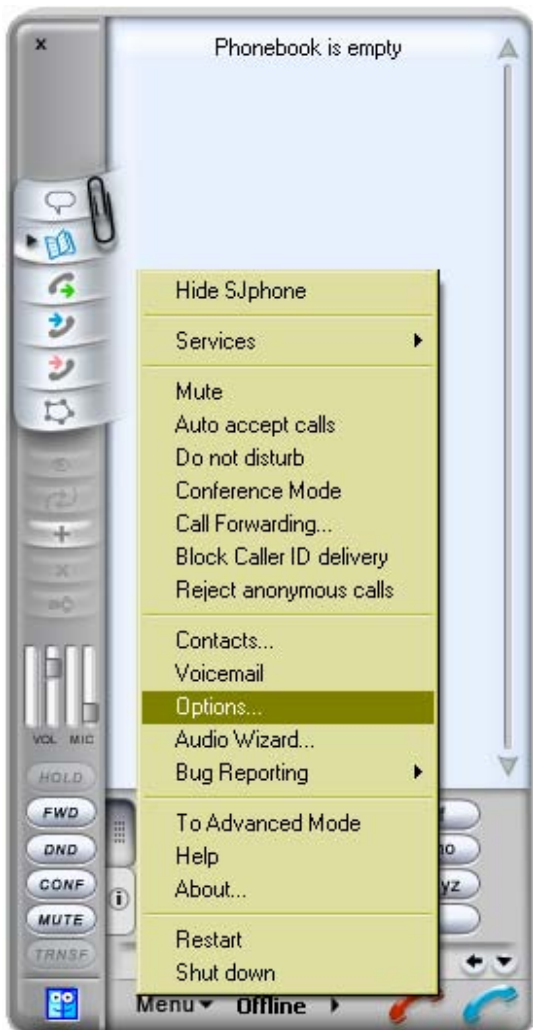 x
Phonebook is empty
Hide SJphone
Services
Mute
Auto accept calls
Do not disturb
Conference Mode
Call Forwarding...
Block Caller ID delivery
Reject anonymous calls
Contacts...
Voicemail
Options...
Audio Wizard...
Bug Reporting
To Advanced Mode
Help
About...
Restart
Shut down
VOL MIC
HOLD
FWD
DND
CONF
MUTE
TRNSF
yz
Menu Offline